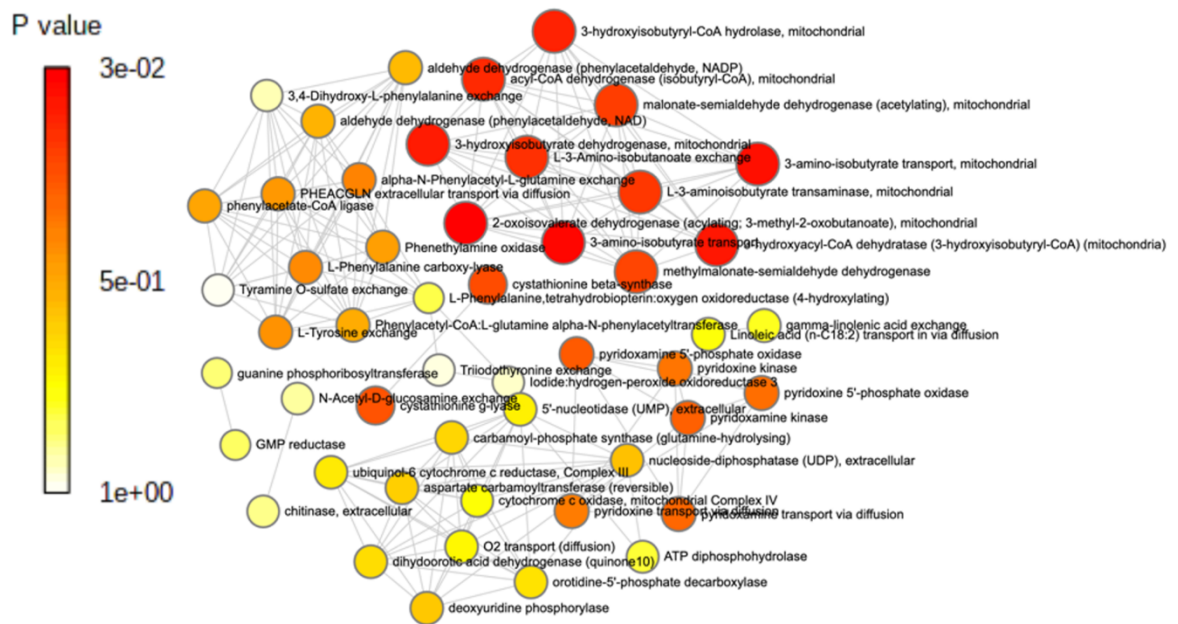 P value
3e-02
5e-01
1e+00
3-hydroxyisobutyryl-CoA hydrolase, mitochondrial
aldehyde dehydrogenase (phenylacetaldehyde, NADP)
acyl-CoA dehydrogenase (isobutyryl-CoA), mitochondrial
3,4-Dihydroxy-L-phenylalanine exchange
malonate-semialdehyde dehydrogenase (acetylating), mitochondrial
aldehyde dehydrogenase (phenylacetaldehyde, NAD)
3-hydroxyisobutyrate dehydrogenase, mitochondrial
L-3-Amino-isobutanoate exchange
3-amino-isobutyrate transport, mitochondrial
alpha-N-Phenylacetyl-L-glutamine exchange
PHEACGLN extracellular transport via diffusion
L-3-aminoisobutyrate transaminase, mitochondrial
phenylacetate-CoA ligase
2-oxoisovalerate dehydrogenase (acylating; 3-methyl-2-oxobutanoate), mitochondrial
Phenethylamine oxidase
3-amino-isobutyrate transport
3-hydroxyacyl-CoA dehydratase (3-hydroxyisobutyryl-CoA) (mitochondria)
L-Phenylalanine carboxy-lyase
methylmalonate-semialdehyde dehydrogenase
cystathionine beta-synthase
Tyramine O-sulfate exchange
L-Phenylalanine,tetrahydrobiopterin:oxygen oxidoreductase (4-hydroxylating)
Phenylacetyl-CoA:L-glutamine alpha-N-phenylacetyltransferase
gamma-linolenic acid exchange
L-Tyrosine exchange
Linoleic acid (n-C18:2) transport in via diffusion
pyridoxamine 5'-phosphate oxidase
guanine phosphoribosyltransferase
Triiodothyronine exchange
pyridoxine kinase
Iodide:hydrogen-peroxide oxidoreductase 3
pyridoxine 5'-phosphate oxidase
N-Acetyl-D-glucosamine exchange
cystathionine g-lyase
5'-nucleotidase (UMP), extracellular
pyridoxamine kinase
GMP reductase
carbamoyl-phosphate synthase (glutamine-hydrolysing)
nucleoside-diphosphatase (UDP), extracellular
ubiquinol-6 cytochrome c reductase, Complex III
aspartate carbamoyltransferase (reversible)
cytochrome c oxidase, mitochondrial Complex IV
chitinase, extracellular
pyridoxine transport via diffusion
pyridoxamine transport via diffusion
O2 transport (diffusion)
ATP diphosphohydrolase
dihydoorotic acid dehydrogenase (quinone10)
orotidine-5'-phosphate decarboxylase
deoxyuridine phosphorylase